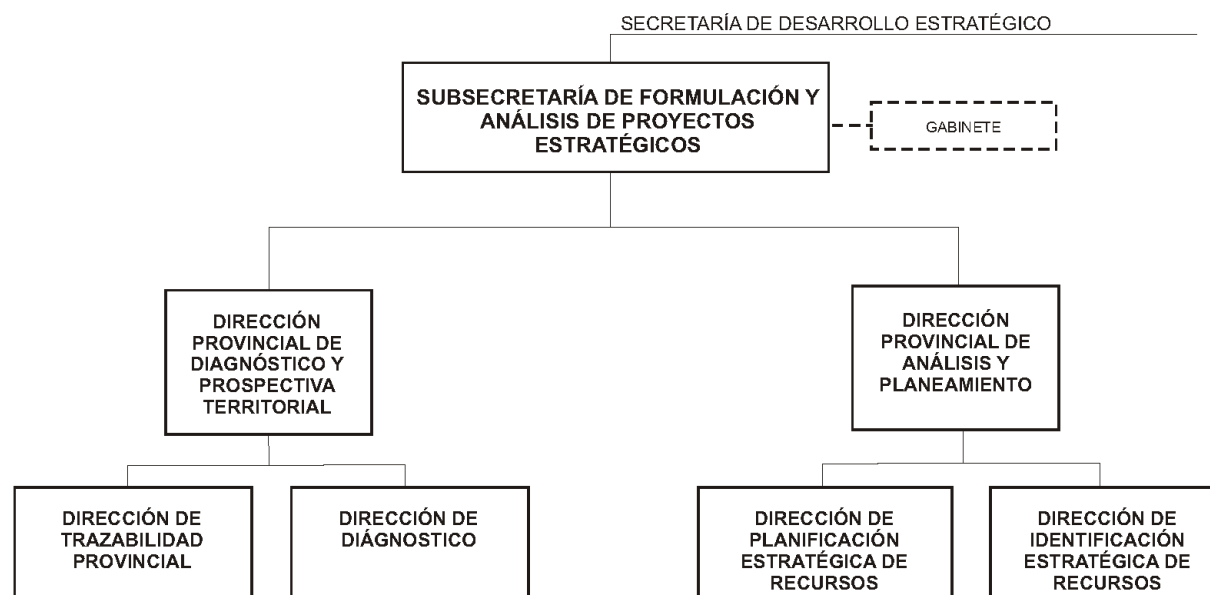 SECRETARÍA DE DESARROLLO ESTRATÉGICO
SUBSECRETARÍA DE FORMULACIÓN Y
ANÁLISIS DE PROYECTOS
ESTRATÉGICOS
GABINETE
DIRECCIÓN
PROVINCIAL DE
DIAGNÓSTICO Y
PROSPECTIVA
TERRITORIAL
DIRECCIÓN
PROVINCIAL DE
ANÁLISIS Y
PLANEAMIENTO
DIRECCIÓN DE
TRAZABILIDAD
PROVINCIAL
DIRECCIÓN DE
DIÁGNOSTICO
DIRECCIÓN DE
PLANIFICACIÓN
ESTRATÉGICA DE
RECURSOS
DIRECCIÓN DE
IDENTIFICACIÓN
ESTRATÉGICA DE
RECURSOS